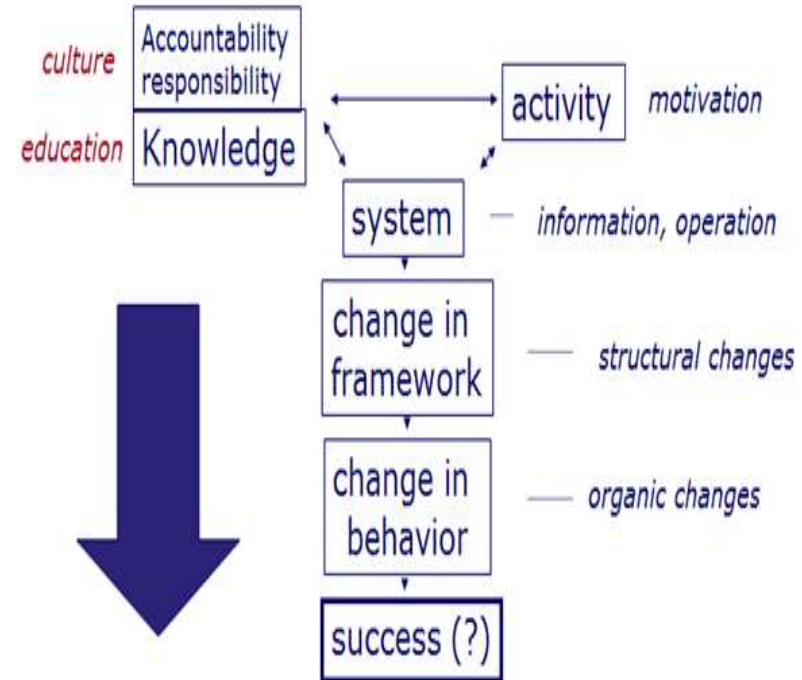 culture
Accountability
responsibility
education
Knowledge
activity
motivation
system
information, operation
change in
framework
structural changes
change in
behavior
organic changes
success (?)